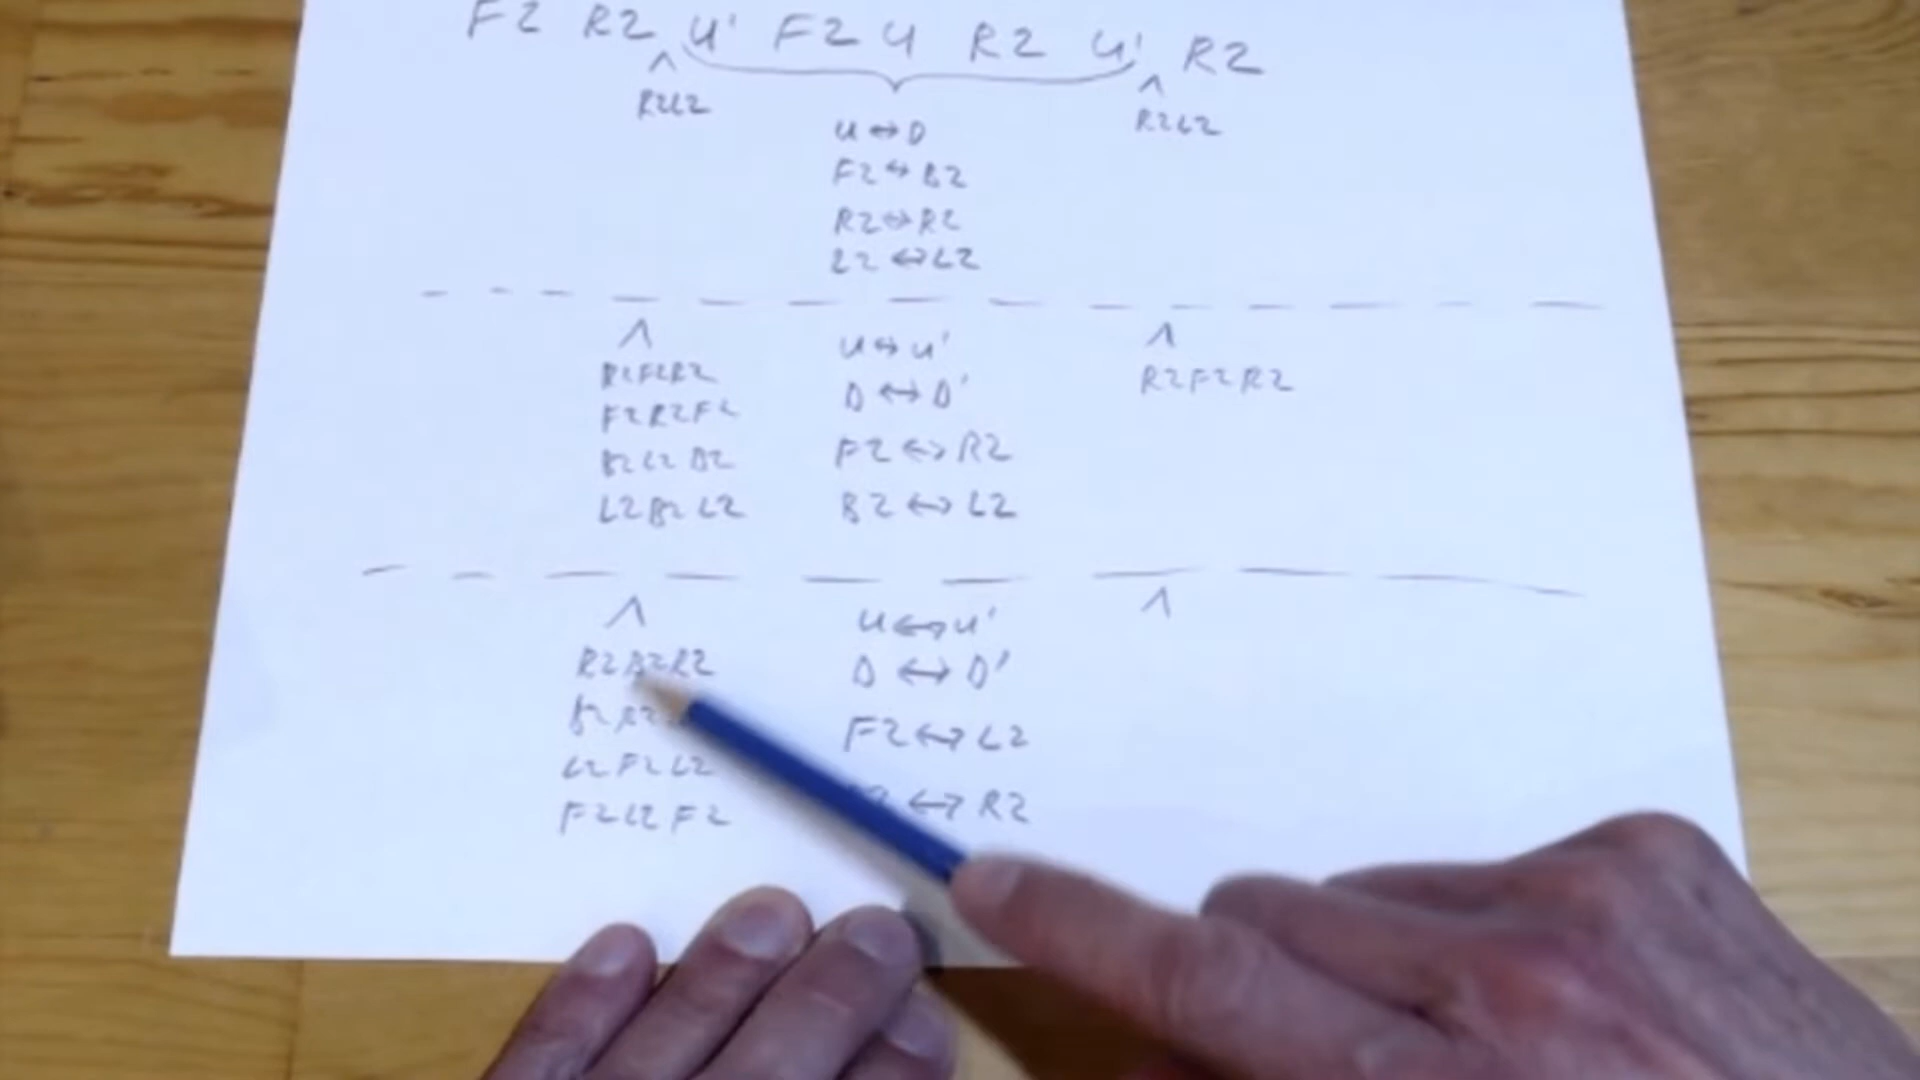 F2 R2 U' F2 U R2 U' R2
^ ^
R2L2 R2L2
U ↔ D
F2 ↔ B2
R2 ↔ R2
L2 ↔ L2
^ U ↔ U' ^
R2F2R2 D ↔ D' R2F2R2
F2R2F2 F2 ↔ R2
B2L2B2 B2 ↔ L2
L2B2L2
^ U ↔ U' ^
R2B2R2 D ↔ D'
B2R2 F2 ↔ L2
L2F2L2 ↔ R2
F2L2F2